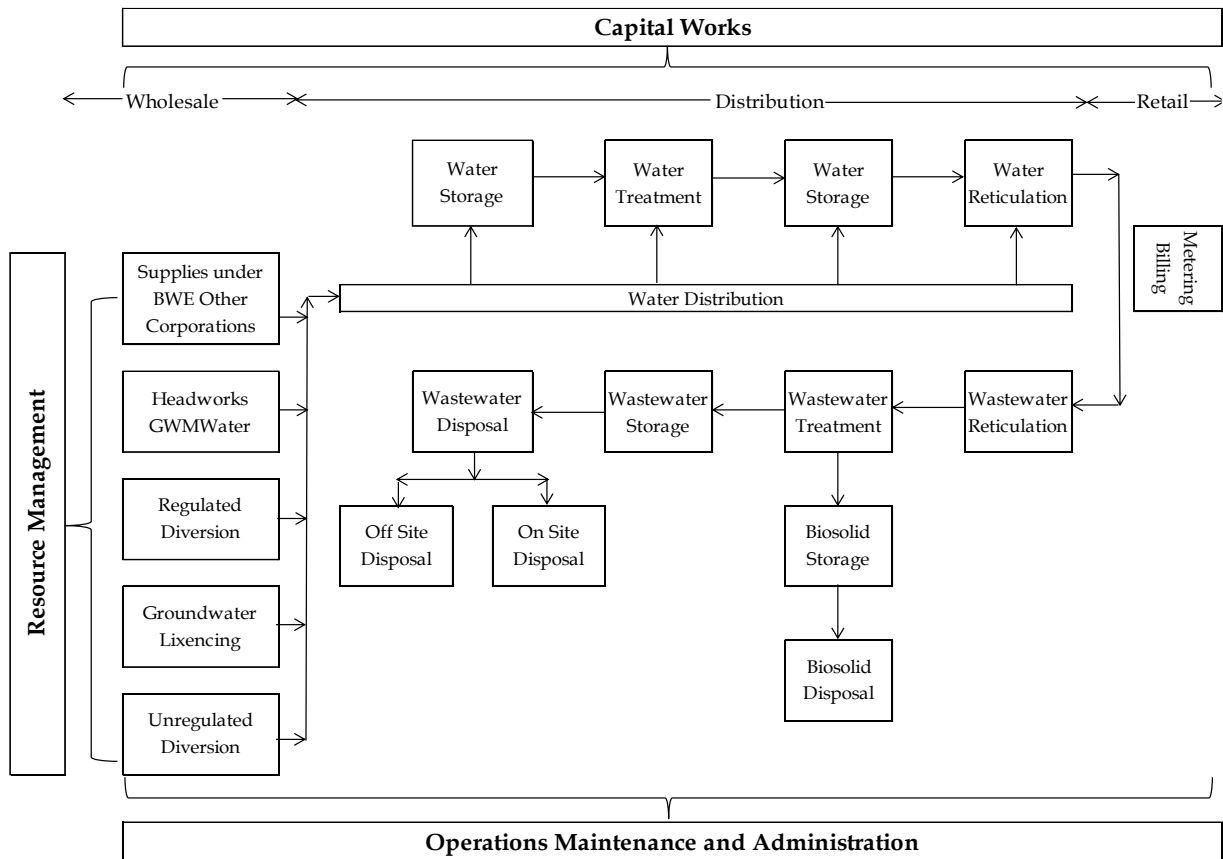 Capital Works
Wholesale
Distribution
Retail
Water
Storage
Water
Treatment
Water
Storage
Water
Reticulation
Metering
Billing
Resource Management
Supplies under
BWE Other
Corporations
Water Distribution
Headworks
GWMWater
Wastewater
Disposal
Wastewater
Storage
Wastewater
Treatment
Wastewater
Reticulation
Regulated
Diversion
Off Site
Disposal
On Site
Disposal
Biosolid
Storage
Groundwater
Lixencing
Biosolid
Disposal
Unregulated
Diversion
Operations Maintenance and Administration